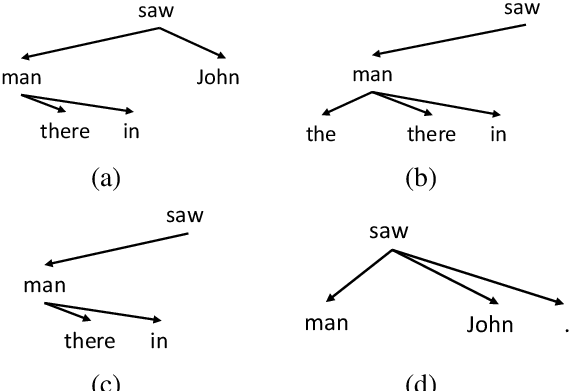 saw
man John
there in
(a)
saw
man
the there in
(b)
saw
man
there in
(c)
saw
man John .
(d)